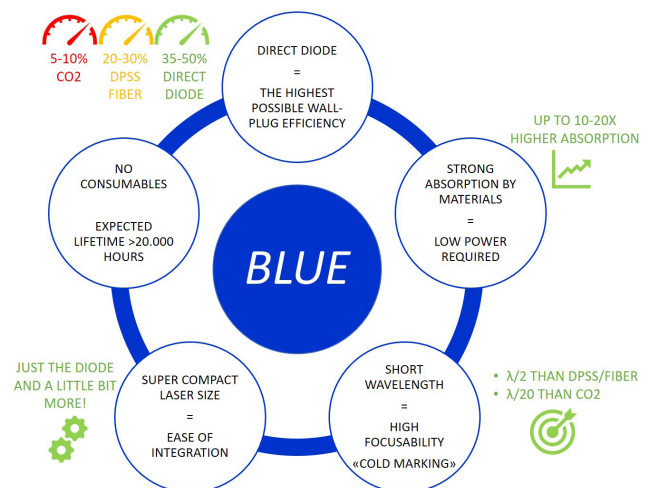 5-10%
CO2
20-30%
DPSS
FIBER
35-50%
DIRECT
DIODE
DIRECT DIODE
=
THE HIGHEST
POSSIBLE WALL-
PLUG EFFICIENCY
UP TO 10-20X
HIGHER ABSORPTION
NO
CONSUMABLES
EXPECTED
LIFETIME >20.000
HOURS
STRONG
ABSORPTION BY
MATERIALS
=
LOW POWER
REQUIRED
BLUE
JUST THE DIODE
AND A LITTLE BIT
MORE!
SUPER COMPACT
LASER SIZE
=
EASE OF
INTEGRATION
SHORT
WAVELENGTH
=
HIGH
FOCUSABILITY
«COLD MARKING»
• λ/2 THAN DPSS/FIBER
• λ/20 THAN CO2